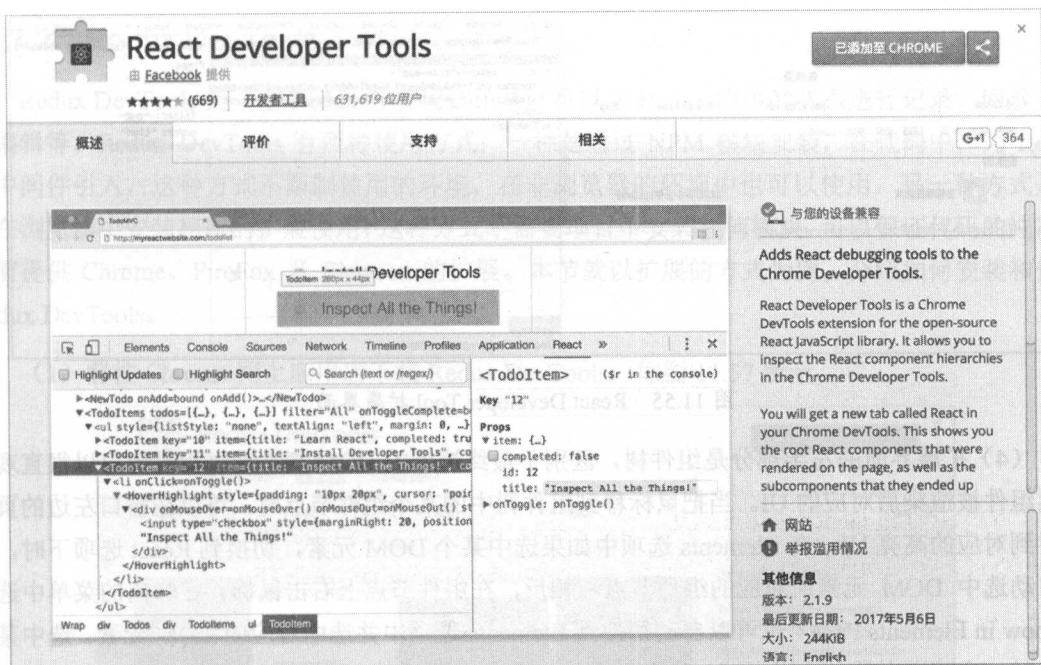 React Developer Tools
由 Facebook 提供
(669) 开发者工具 631,619 位用户
已添加至 CHROME
概述 评价 支持 相关
G+1 364
TodoMVC
http://myreactwebsite.com/todolist
Install Developer Tools
TodoItem 260px × 44px
Inspect All the Things!
Elements Console Sources Network Timeline Profiles Application React »
Highlight Updates Highlight Search Search (text or /regex/)
<NewTodo onAdd=bound onAdd()>…</NewTodo>
<TodoItems todos=[{…}, {…}, {…}] filter="All" onToggleComplete=b
<ul style={listStyle: "none", textAlign: "left", margin: 0, …}
<TodoItem key="10" item={title: "Learn React", completed: tru
<TodoItem key="11" item={title: "Install Developer Tools", co
<TodoItem key="12" item={title: "Inspect All the Things!", co
<li onClick=onToggle()>
<HoverHighlight style={padding: "10px 20px", cursor: "poin
<div onMouseOver=onMouseOver() onMouseOut=onMouseOut() st
<input type="checkbox" style={marginRight: 20, position
"Inspect All the Things!"
</div>
</HoverHighlight>
</li>
</TodoItem>
</ul>
Wrap div Todos div TodoItems ul TodoItem
<TodoItem> ($r in the console)
Key "12"
Props
item: {…}
completed: false
id: 12
title: "Inspect All the Things!"
onToggle: onToggle()
与您的设备兼容
Adds React debugging tools to the
Chrome Developer Tools.
React Developer Tools is a Chrome
DevTools extension for the open-source
React JavaScript library. It allows you to
inspect the React component hierarchies
in the Chrome Developer Tools.
You will get a new tab called React in
your Chrome DevTools. This shows you
the root React components that were
rendered on the page, as well as the
subcomponents that they ended up
网站
举报滥用情况
其他信息
版本： 2.1.9
最后更新日期： 2017年5月6日
大小： 244KiB
语言： English